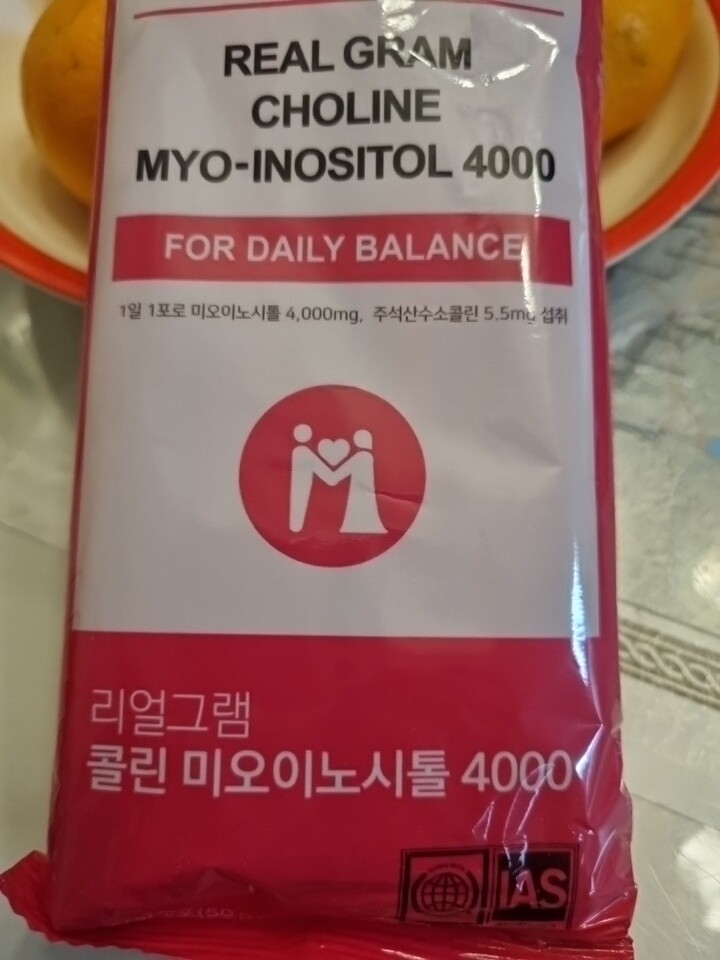 REAL GRAM
CHOLINE
MYO-INOSITOL 4000
FOR DAILY BALANCE
1일 1포로 미오이노시톨 4,000mg, 주석산수소콜린 5.5mg 섭취
리얼그램
콜린 미오이노시톨 4000
IAS